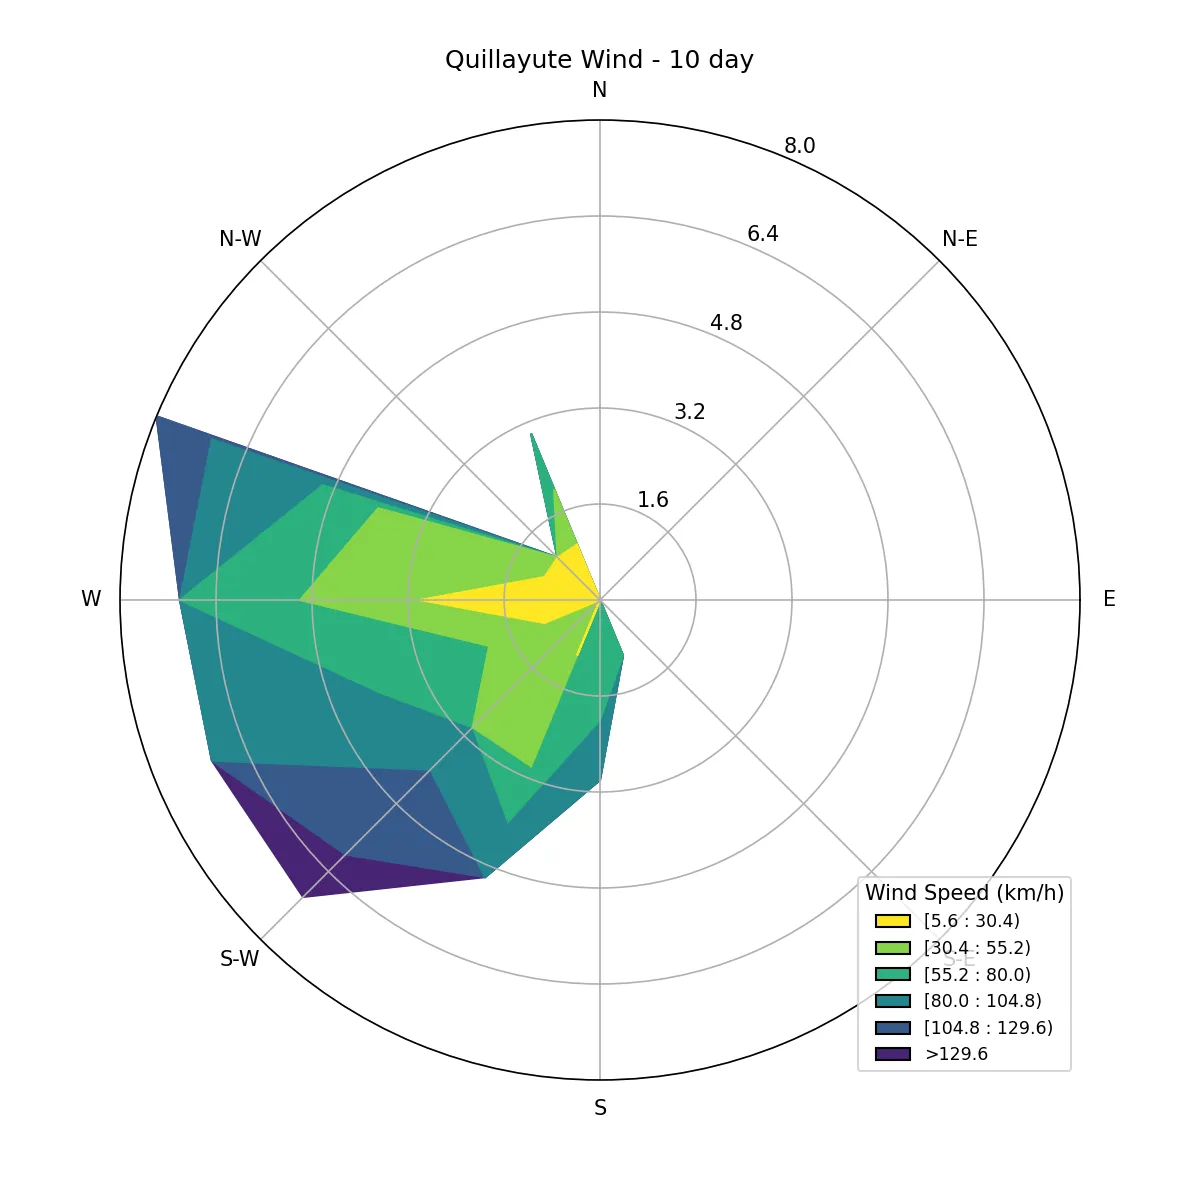 Quillayute Wind - 10 day
N
8.0
N-W
6.4
N-E
4.8
3.2
1.6
W
E
S-W
S-E
S
Wind Speed (km/h)
[5.6 : 30.4)
[30.4 : 55.2)
[55.2 : 80.0)
[80.0 : 104.8)
[104.8 : 129.6)
>129.6